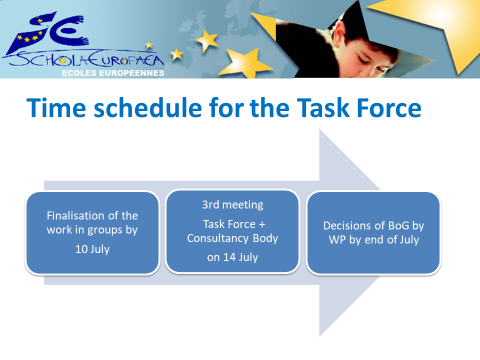 SCHOLA EUROPAEA
ECOLES EUROPEENNES
Time schedule for the Task Force
Finalisation of the
work in groups by
10 July
3rd meeting
Task Force +
Consultancy Body
on 14 July
Decisions of BoG by
WP by end of July